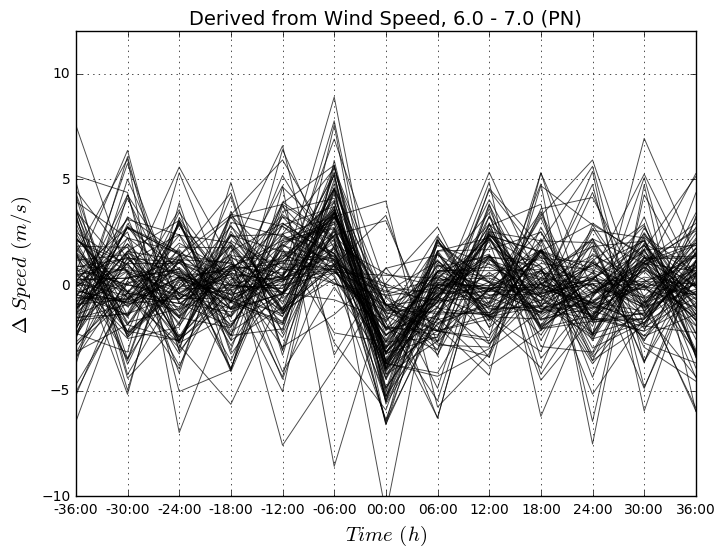 Derived from Wind Speed, 6.0 - 7.0 (PN)
10
5
0
−5
−10
Δ Speed (m/s)
-36:00 -30:00 -24:00 -18:00 -12:00 -06:00 00:00 06:00 12:00 18:00 24:00 30:00 36:00
Time (h)